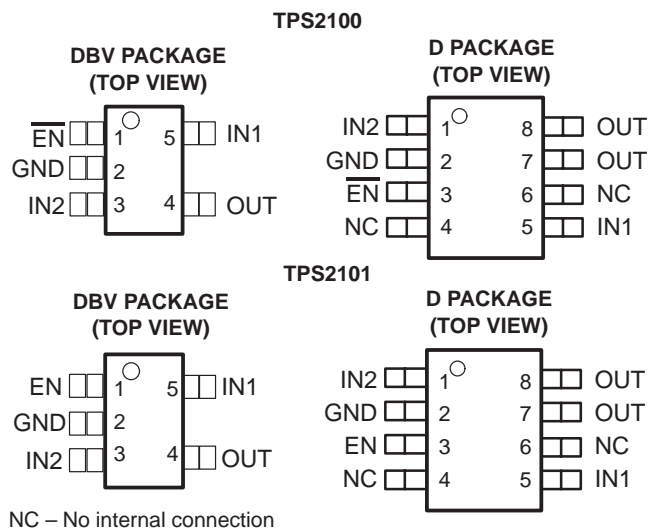 TPS2100
DBV PACKAGE
(TOP VIEW)
E̅N̅ 1 5 IN1
GND 2
IN2 3 4 OUT
D PACKAGE
(TOP VIEW)
IN2 1 8 OUT
GND 2 7 OUT
E̅N̅ 3 6 NC
NC 4 5 IN1
TPS2101
DBV PACKAGE
(TOP VIEW)
EN 1 5 IN1
GND 2
IN2 3 4 OUT
D PACKAGE
(TOP VIEW)
IN2 1 8 OUT
GND 2 7 OUT
EN 3 6 NC
NC 4 5 IN1
NC – No internal connection